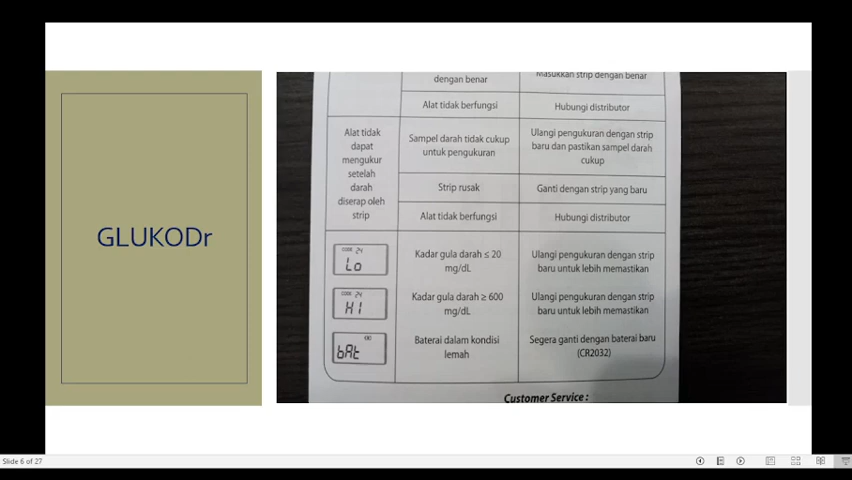 GLUKODr
dengan benar
Masukkan strip dengan benar
Alat tidak berfungsi
Hubungi distributor
Alat tidak
dapat
mengukur
setelah
darah
diserap oleh
strip
Sampel darah tidak cukup
untuk pengukuran
Ulangi pengukuran dengan strip
baru dan pastikan sampel darah
cukup
Strip rusak
Ganti dengan strip yang baru
Alat tidak berfungsi
Hubungi distributor
CODE 24
Lo
Kadar gula darah ≤ 20
mg/dL
Ulangi pengukuran dengan strip
baru untuk lebih memastikan
CODE 24
HI
Kadar gula darah ≥ 600
mg/dL
Ulangi pengukuran dengan strip
baru untuk lebih memastikan
bAt
Baterai dalam kondisi
lemah
Segera ganti dengan baterai baru
(CR2032)
Customer Service :
Slide 6 of 27